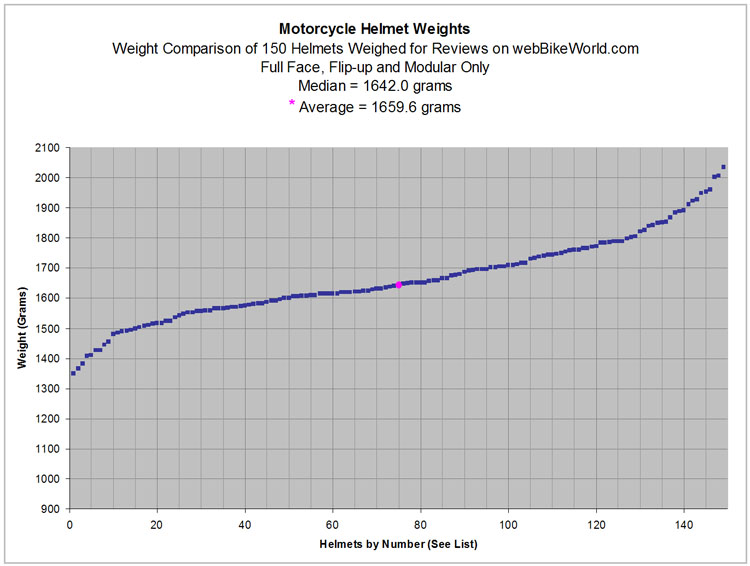 Motorcycle Helmet Weights
Weight Comparison of 150 Helmets Weighed for Reviews on webBikeWorld.com
Full Face, Flip-up and Modular Only
Median = 1642.0 grams
* Average = 1659.6 grams
2100
2000
1900
1800
1700
1600
1500
1400
1300
1200
1100
1000
900
Weight (Grams)
0 20 40 60 80 100 120 140
Helmets by Number (See List)